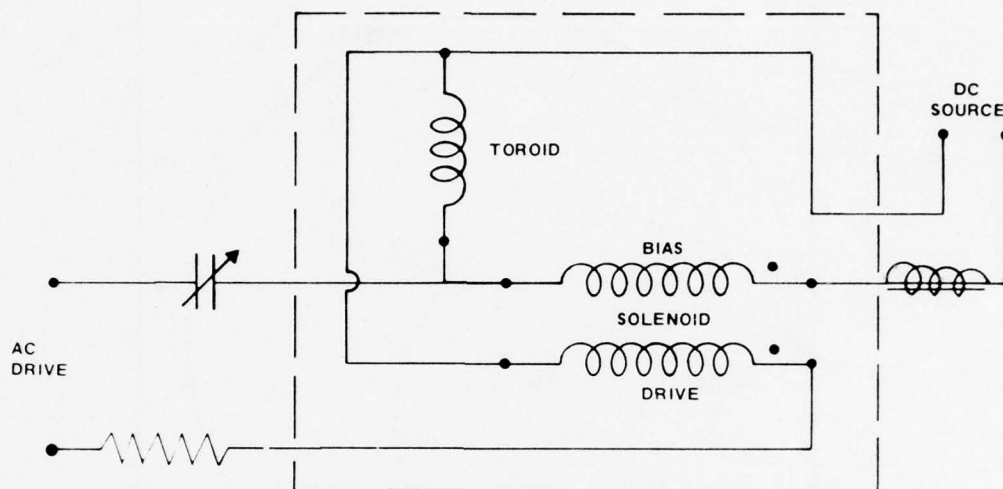 DC
SOURCE
TOROID
BIAS
SOLENOID
AC
DRIVE
DRIVE